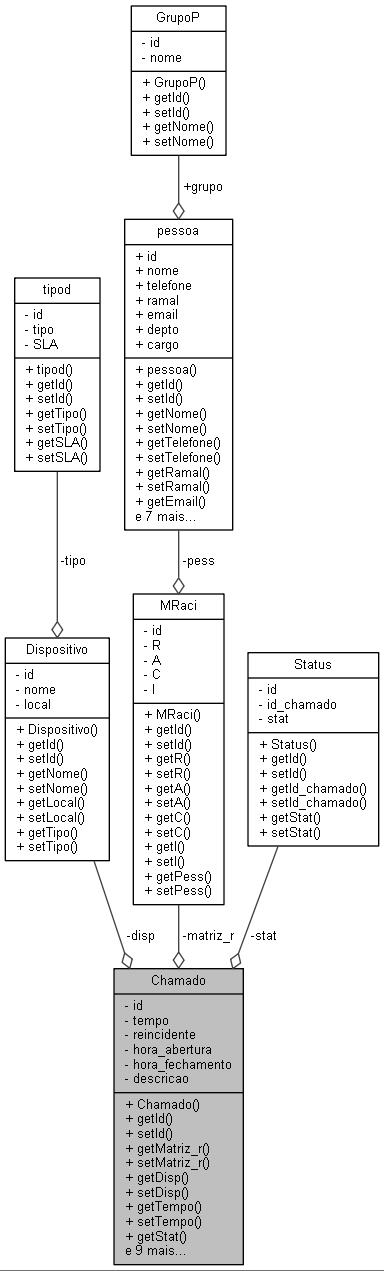 GrupoP
- id
- nome
+ GrupoP()
+ getId()
+ setId()
+ getNome()
+ setNome()
+grupo
pessoa
+ id
+ nome
+ telefone
+ ramal
+ email
+ depto
+ cargo
+ pessoa()
+ getId()
+ setId()
+ getNome()
+ setNome()
+ getTelefone()
+ setTelefone()
+ getRamal()
+ setRamal()
+ getEmail()
e 7 mais...
tipod
- id
- tipo
- SLA
+ tipod()
+ getId()
+ setId()
+ getTipo()
+ setTipo()
+ getSLA()
+ setSLA()
-tipo
-pess
Dispositivo
- id
- nome
- local
+ Dispositivo()
+ getId()
+ setId()
+ getNome()
+ setNome()
+ getLocal()
+ setLocal()
+ getTipo()
+ setTipo()
MRaci
- id
- R
- A
- C
- I
+ MRaci()
+ getId()
+ setId()
+ getR()
+ setR()
+ getA()
+ setA()
+ getC()
+ setC()
+ getI()
+ setI()
+ getPess()
+ setPess()
Status
- id
- id_chamado
- stat
+ Status()
+ getId()
+ setId()
+ getId_chamado()
+ setId_chamado()
+ getStat()
+ setStat()
-disp
-matriz_r
-stat
Chamado
- id
- tempo
- reincidente
- hora_abertura
- hora_fechamento
- descricao
+ Chamado()
+ getId()
+ setId()
+ getMatriz_r()
+ setMatriz_r()
+ getDisp()
+ setDisp()
+ getTempo()
+ setTempo()
+ getStat()
e 9 mais...